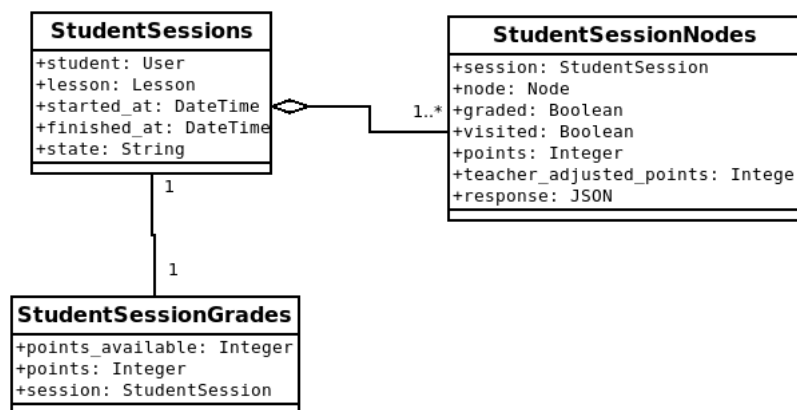 StudentSessions
+student: User
+lesson: Lesson
+started_at: DateTime
+finished_at: DateTime
+state: String
StudentSessionNodes
+session: StudentSession
+node: Node
+graded: Boolean
+visited: Boolean
+points: Integer
+teacher_adjusted_points: Intege
+response: JSON
1..*
1
1
StudentSessionGrades
+points_available: Integer
+points: Integer
+session: StudentSession